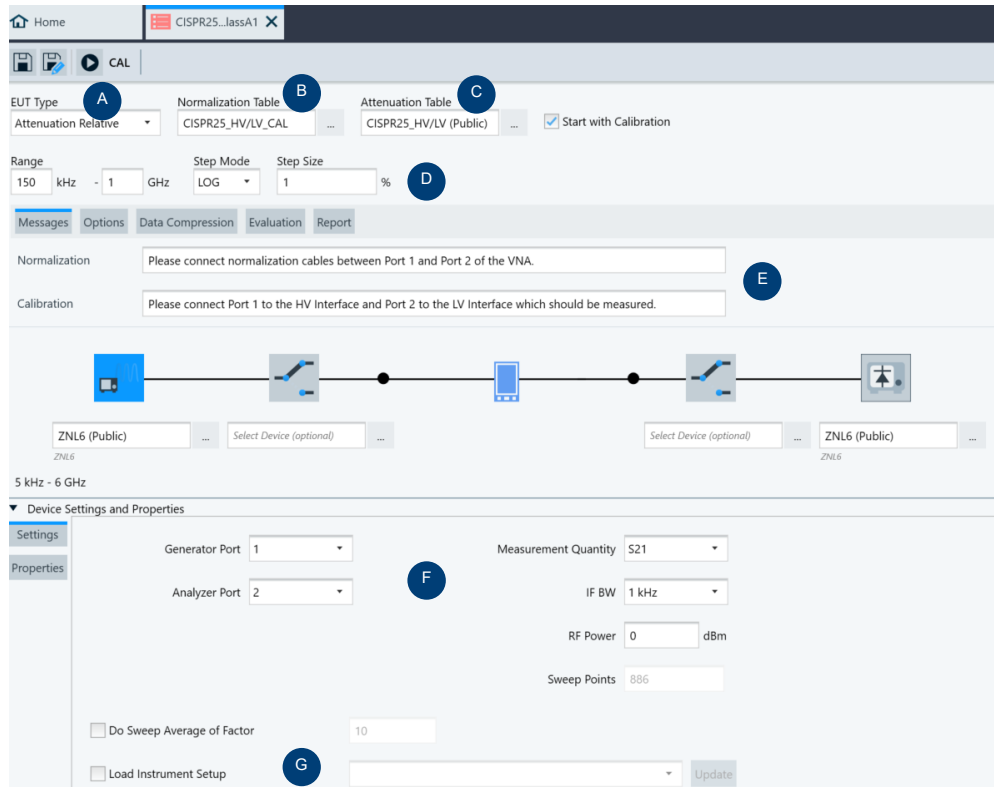 Home
CISPR25...lassA1
CAL
EUT Type
A
Normalization Table
B
Attenuation Table
C
Attenuation Relative
CISPR25_HV/LV_CAL
...
CISPR25_HV/LV (Public)
...
Start with Calibration
Range
Step Mode
Step Size
150 kHz - 1 GHz
LOG
1 %
D
Messages
Options
Data Compression
Evaluation
Report
Normalization
Please connect normalization cables between Port 1 and Port 2 of the VNA.
E
Calibration
Please connect Port 1 to the HV Interface and Port 2 to the LV Interface which should be measured.
ZNL6 (Public)
...
Select Device (optional)
...
Select Device (optional)
...
ZNL6 (Public)
...
ZNL6
ZNL6
5 kHz - 6 GHz
Device Settings and Properties
Settings
Properties
Generator Port 1
Measurement Quantity S21
F
Analyzer Port 2
IF BW 1 kHz
RF Power 0 dBm
Sweep Points 886
Do Sweep Average of Factor 10
Load Instrument Setup
G
Update